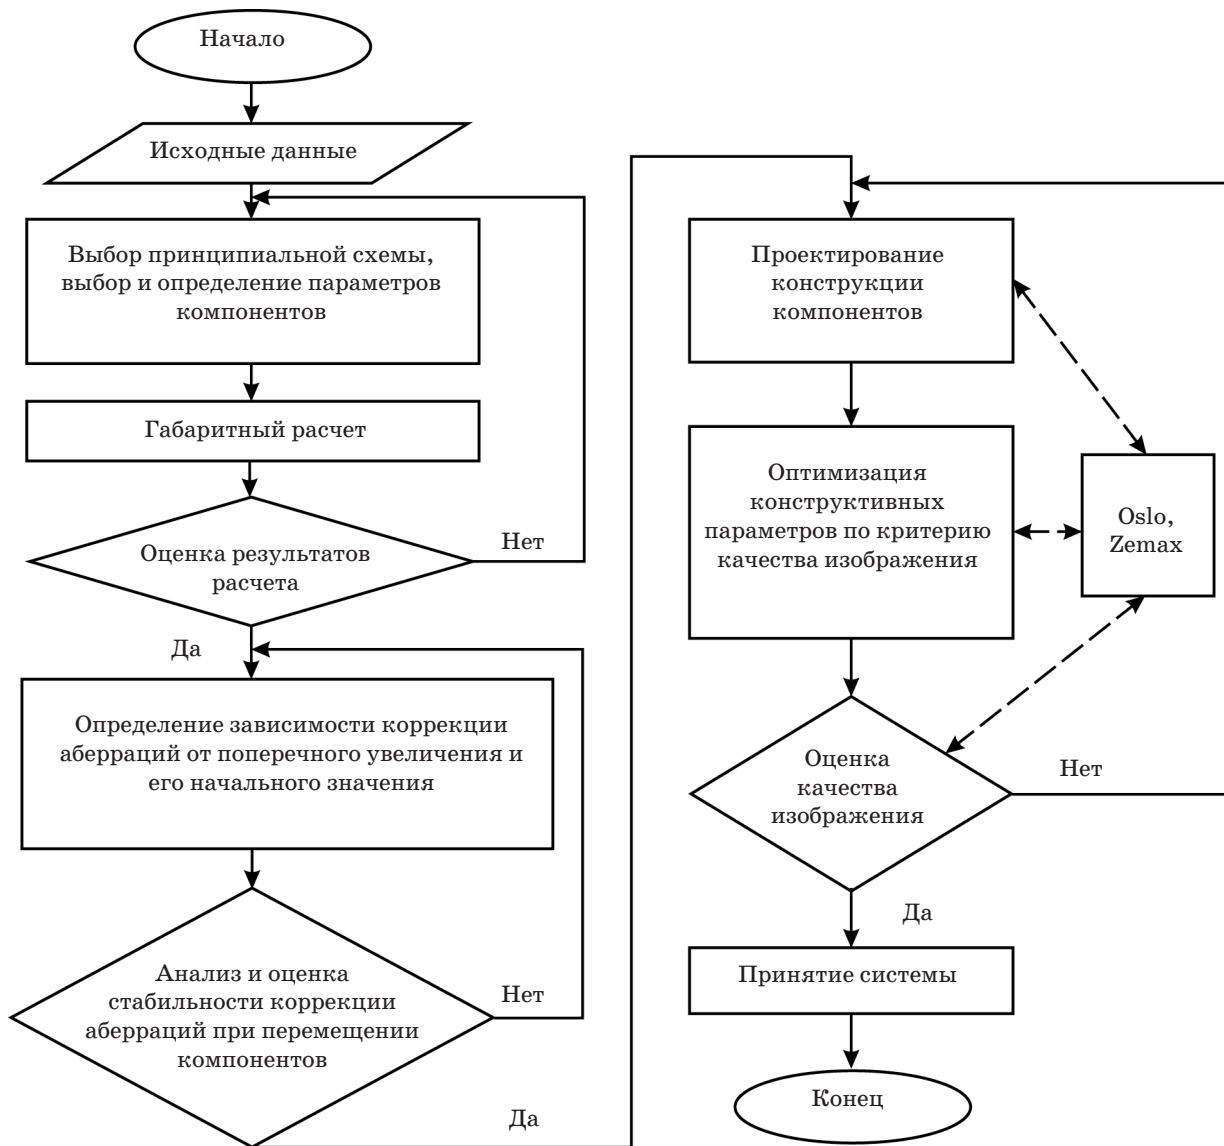 Начало
Исходные данные
Выбор принципиальной схемы,
выбор и определение параметров
компонентов
Габаритный расчет
Оценка результатов
расчета
Нет
Да
Определение зависимости коррекции
аберраций от поперечного увеличения и
его начального значения
Анализ и оценка
стабильности коррекции
аберраций при перемещении
компонентов
Нет
Да
Проектирование
конструкции
компонентов
Оптимизация
конструктивных
параметров по критерию
качества изображения
Oslo,
Zemax
Оценка
качества
изображения
Нет
Да
Принятие системы
Конец